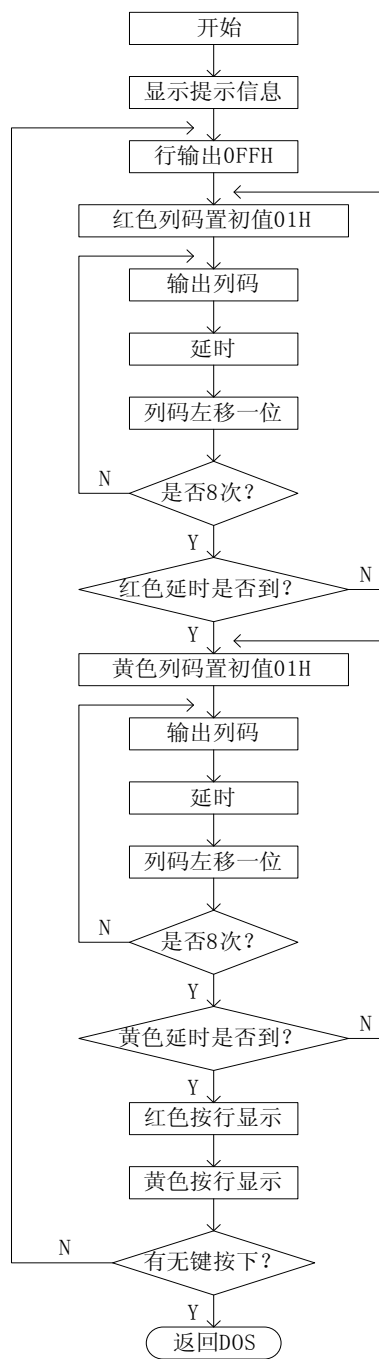 开始
显示提示信息
行输出0FFH
红色列码置初值01H
输出列码
延时
列码左移一位
N
是否8次?
Y
红色延时是否到?
N
Y
黄色列码置初值01H
输出列码
延时
列码左移一位
N
是否8次?
Y
黄色延时是否到?
N
Y
红色按行显示
黄色按行显示
N
有无键按下?
Y
返回DOS